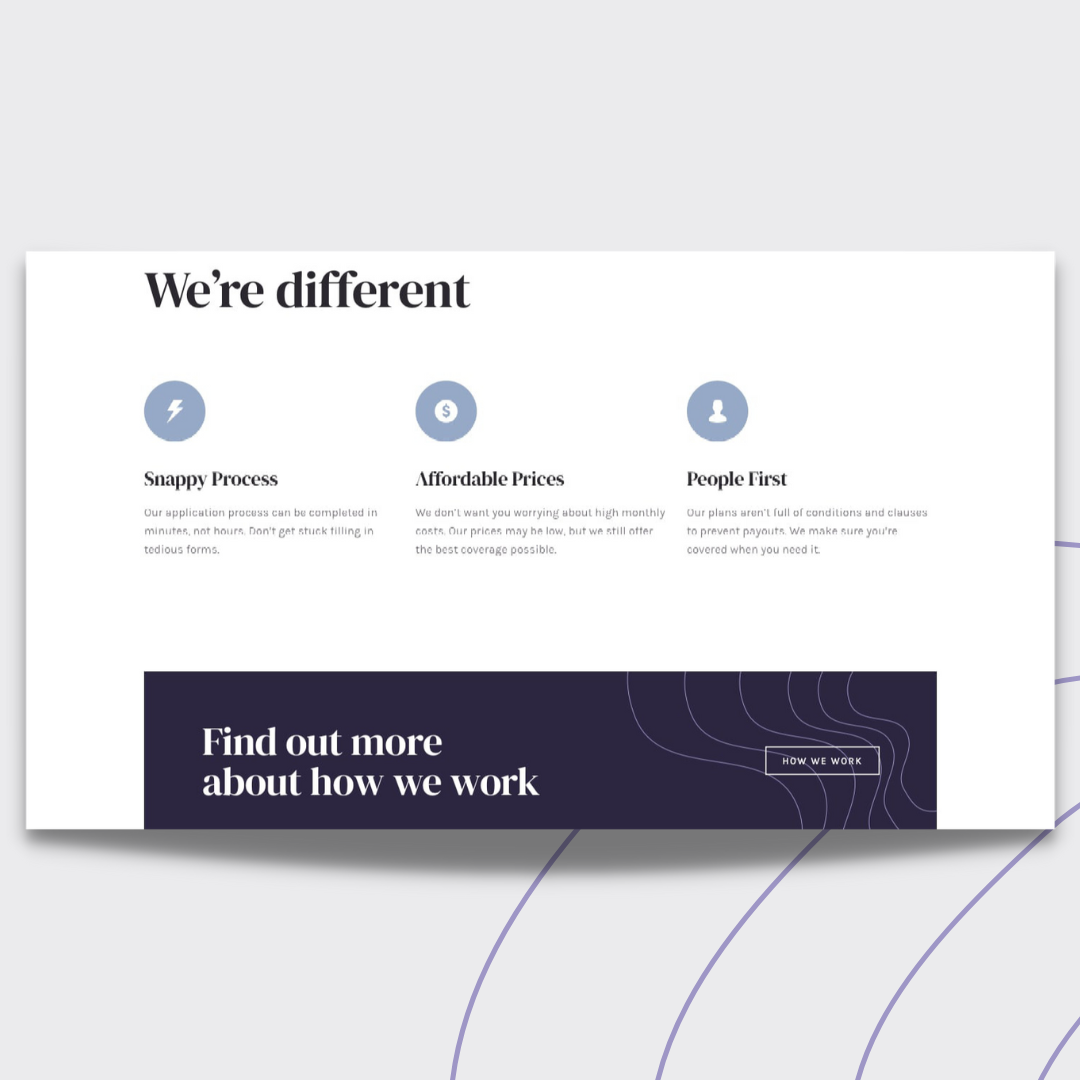 We're different
$
Snappy Process
Our application process can be completed in
minutes, not hours. Don't get stuck filling in
tedious forms.
Affordable Prices
We don't want you worrying about high monthly
costs. Our prices may be low, but we still offer
the best coverage possible.
People First
Our plans aren't full of conditions and clauses
to prevent payouts. We make sure you're
covered when you need it.
Find out more
about how we work
HOW WE WORK